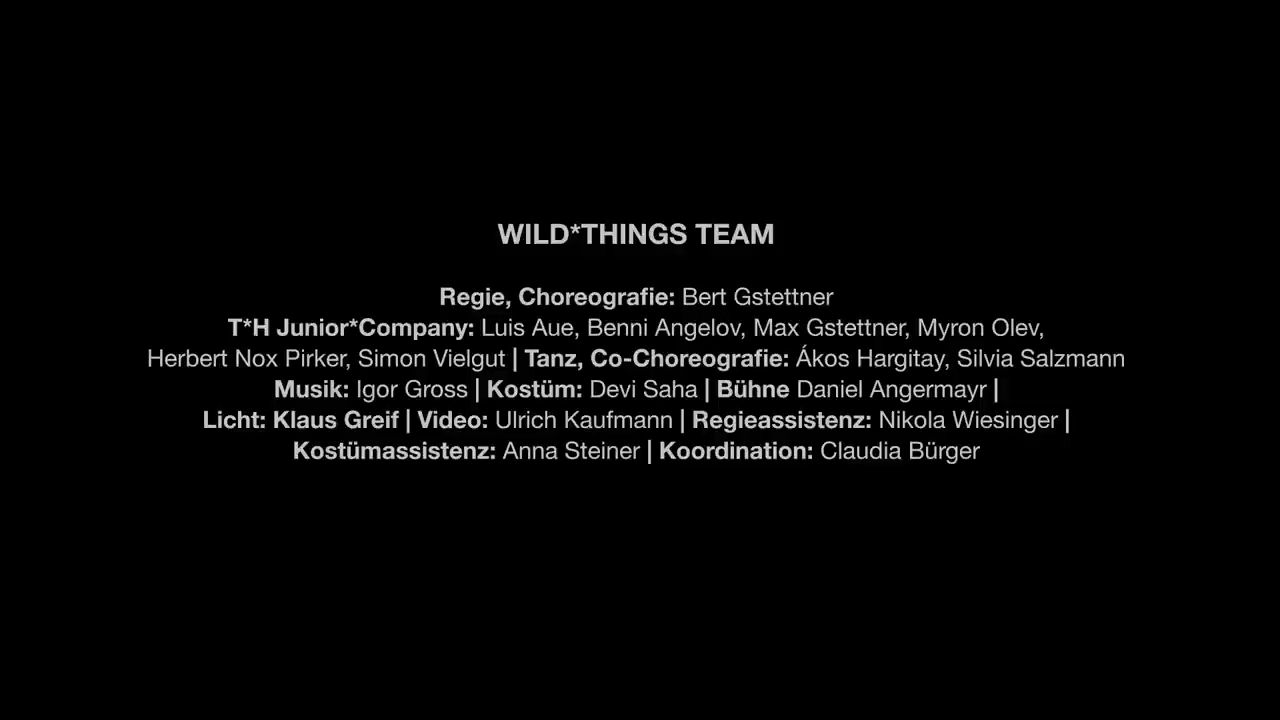 WILD*THINGS TEAM
Regie, Choreografie: Bert Gstettner
T*H Junior*Company: Luis Aue, Benni Angelov, Max Gstettner, Myron Olev,
Herbert Nox Pirker, Simon Vielgut | Tanz, Co-Choreografie: Ákos Hargitay, Silvia Salzmann
Musik: Igor Gross | Kostüm: Devi Saha | Bühne Daniel Angermayr |
Licht: Klaus Greif | Video: Ulrich Kaufmann | Regieassistenz: Nikola Wiesinger |
Kostümassistenz: Anna Steiner | Koordination: Claudia Bürger